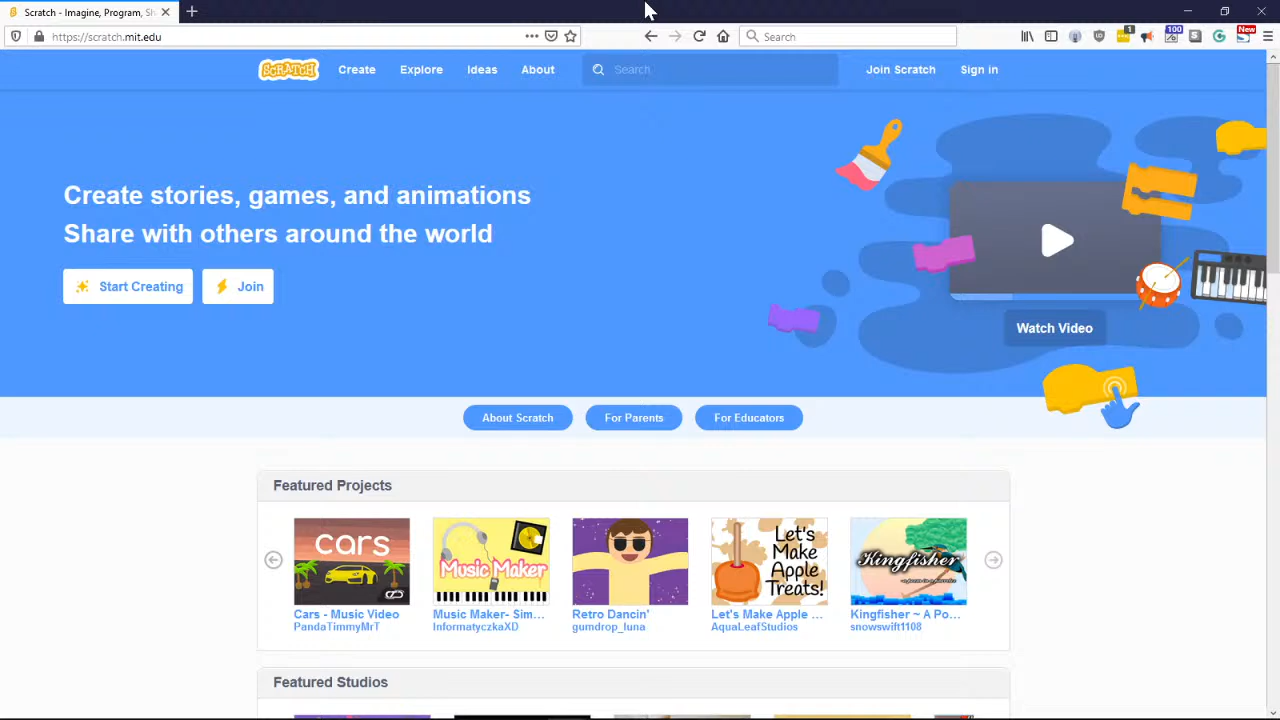 Scratch - Imagine, Program, Sh
https://scratch.mit.edu
Search
1
100
New
SCRATCH
Create
Explore
Ideas
About
Search
Join Scratch
Sign in
Create stories, games, and animations
Share with others around the world
Start Creating
Join
Watch Video
About Scratch
For Parents
For Educators
Featured Projects
cars
Music Maker
Let's
Make
Apple
Treats!
Kingfisher
Cars - Music Video
PandaTimmyMrT
Music Maker- Sim...
InformatyczkaXD
Retro Dancin'
gumdrop_luna
Let's Make Apple ...
AquaLeafStudios
Kingfisher ~ A Po...
snowswift1108
Featured Studios